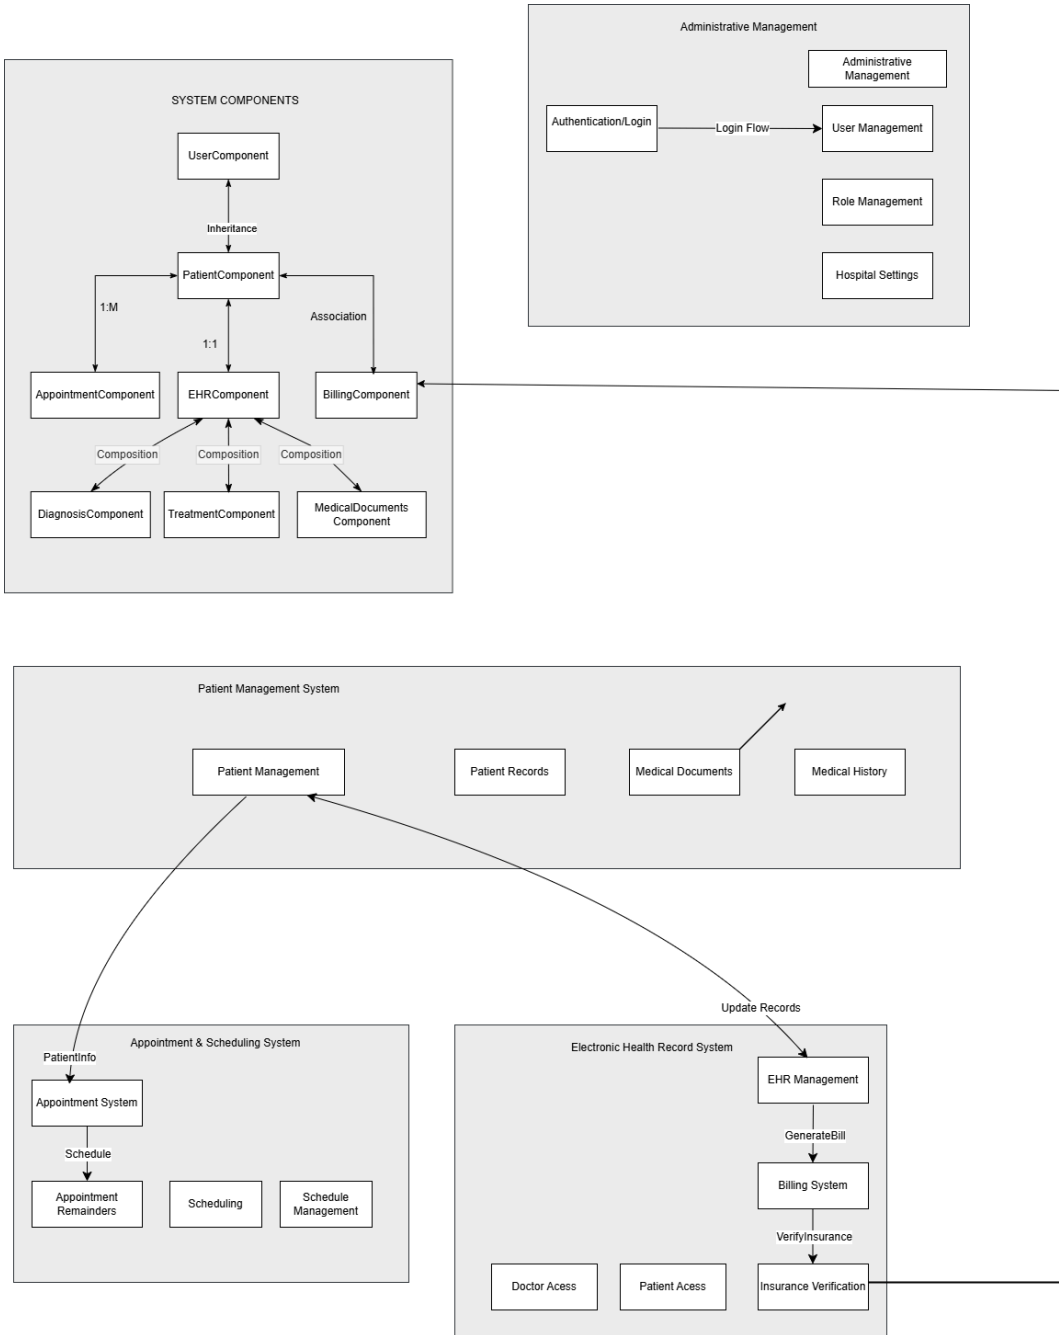 Administrative Management
Administrative
Management
Authentication/Login
Login Flow
User Management
Role Management
Hospital Settings
SYSTEM COMPONENTS
UserComponent
Inheritance
PatientComponent
1:M
1:1
Association
AppointmentComponent
EHRComponent
BillingComponent
Composition
Composition
Composition
DiagnosisComponent
TreatmentComponent
MedicalDocuments
Component
Patient Management System
Patient Management
Patient Records
Medical Documents
Medical History
Update Records
Appointment & Scheduling System
PatientInfo
Appointment System
Schedule
Appointment
Remainders
Scheduling
Schedule
Management
Electronic Health Record System
EHR Management
GenerateBill
Billing System
VerifyInsurance
Doctor Acess
Patient Acess
Insurance Verification